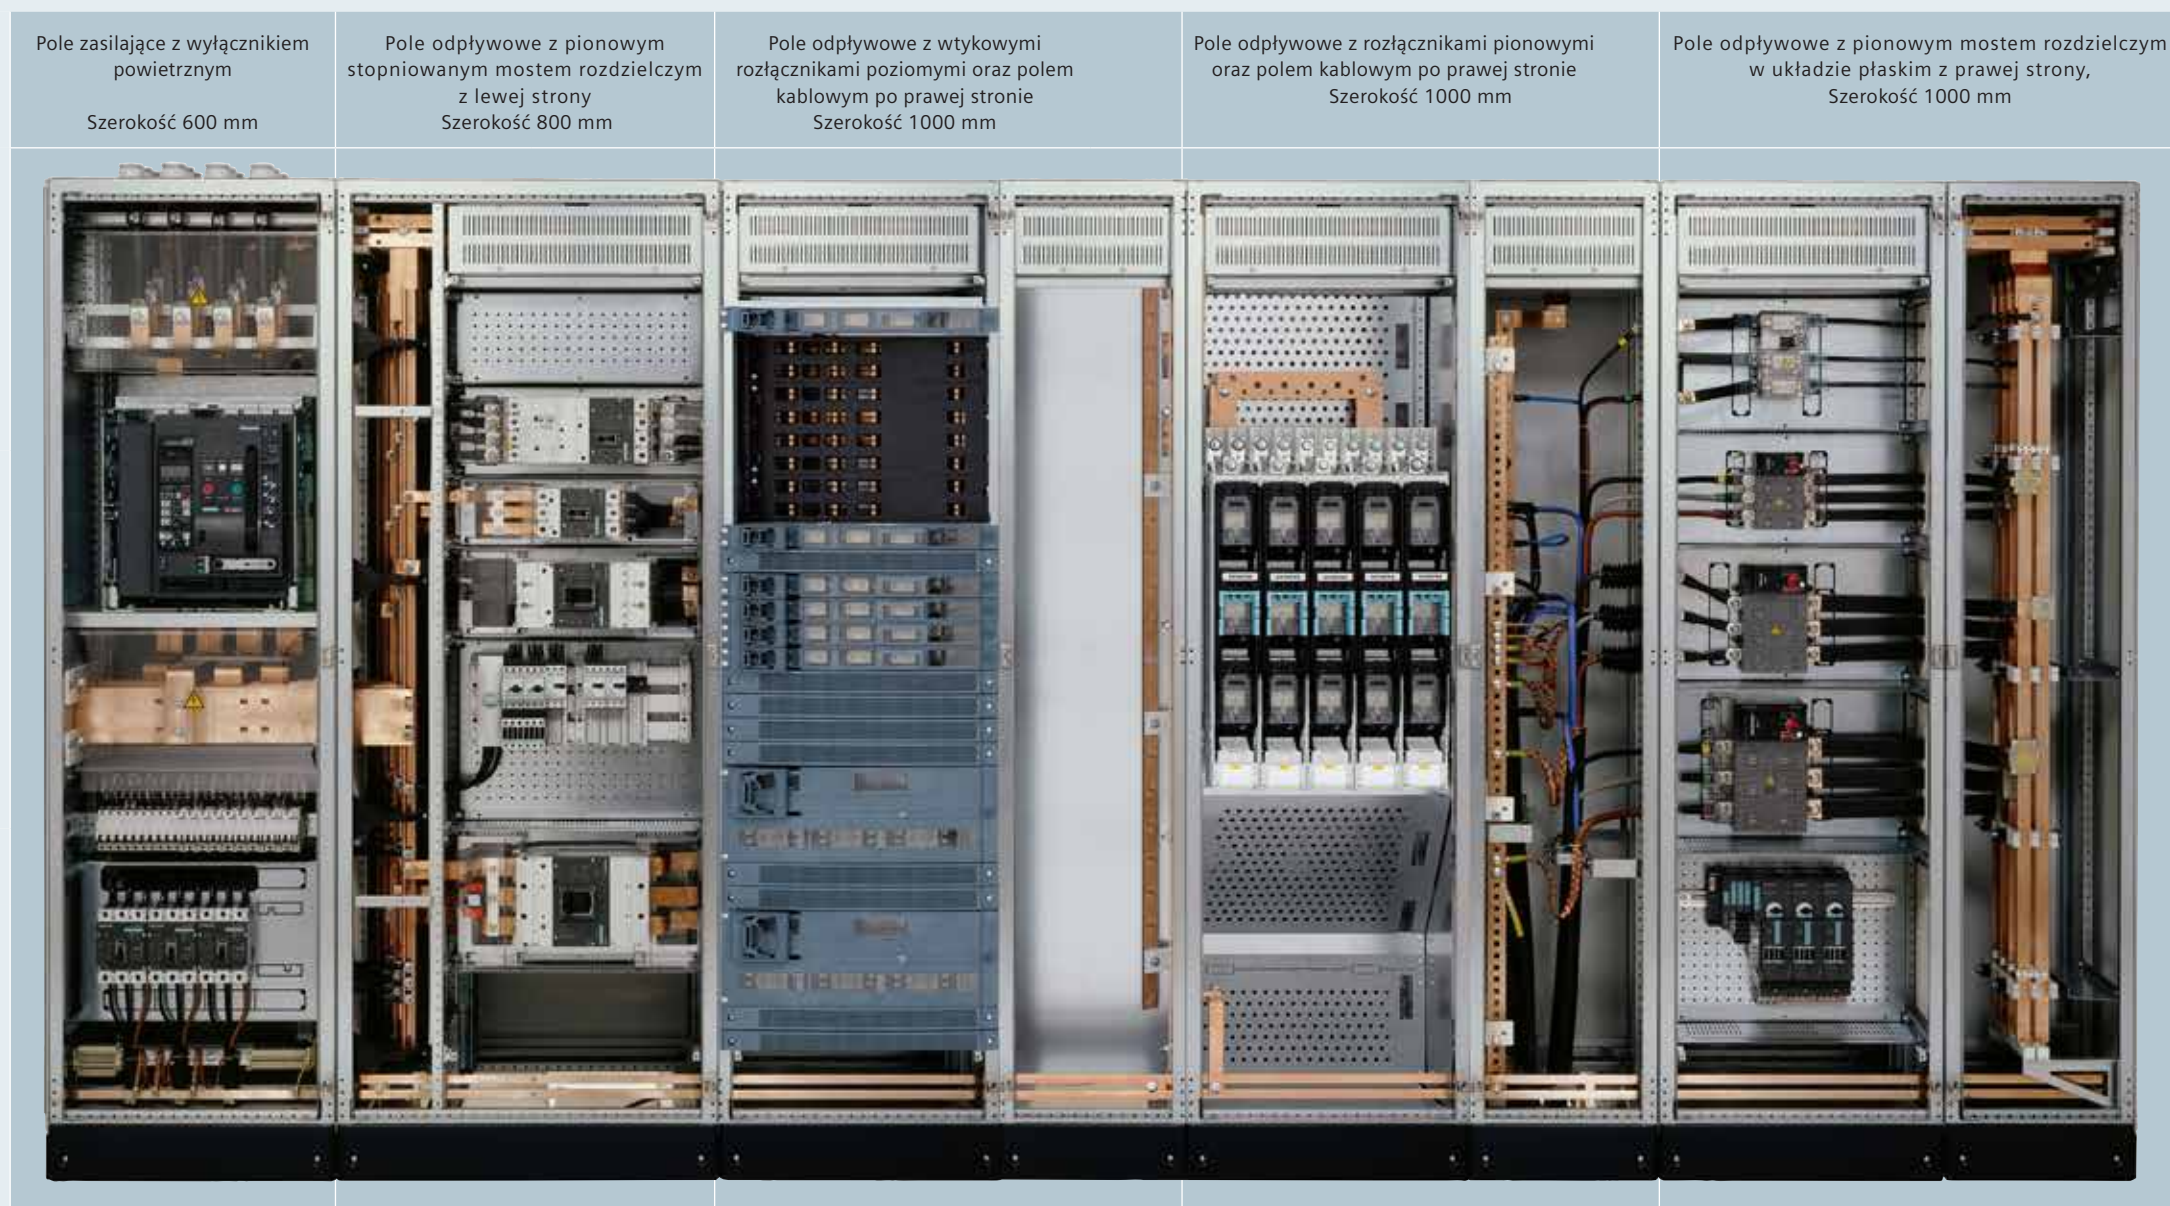 Pole zasilające z wyłącznikiem
powietrznym
Szerokość 600 mm
Pole odpływowe z pionowym
stopniowanym mostem rozdzielczym
z lewej strony
Szerokość 800 mm
Pole odpływowe z wtykowymi
rozłącznikami poziomymi oraz polem
kablowym po prawej stronie
Szerokość 1000 mm
Pole odpływowe z rozłącznikami pionowymi
oraz polem kablowym po prawej stronie
Szerokość 1000 mm
Pole odpływowe z pionowym mostem rozdzielczym
w układzie płaskim z prawej strony,
Szerokość 1000 mm